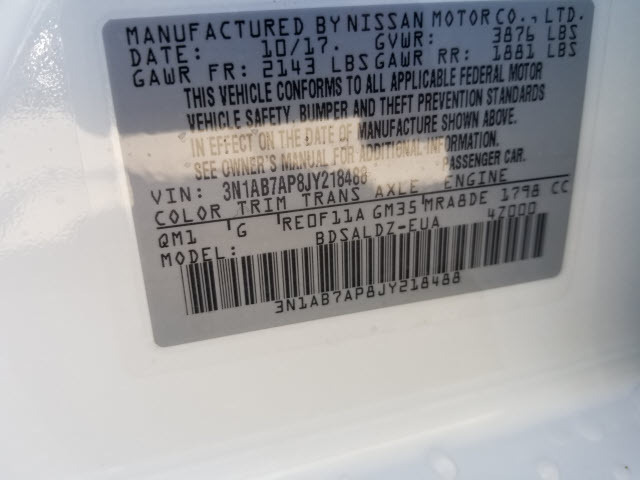 MANUFACTURED BY NISSAN MOTOR CO., LTD.
DATE: 10/17. GVWR: 3876 LBS
GAWR FR: 2143 LBS GAWR RR: 1881 LBS
THIS VEHICLE CONFORMS TO ALL APPLICABLE FEDERAL MOTOR
VEHICLE SAFETY, BUMPER AND THEFT PREVENTION STANDARDS
IN EFFECT ON THE DATE OF MANUFACTURE SHOWN ABOVE.
"SEE OWNER'S MANUAL FOR ADDITIONAL INFORMATION"
VIN: 3N1AB7AP8JY218488 PASSENGER CAR.
COLOR TRIM TRANS AXLE ENGINE
QM1 G RE0F11A GM35 MRA8DE 1798 CC
MODEL: BDSALDZ-EUA 4Z000
3N1AB7AP8JY218488